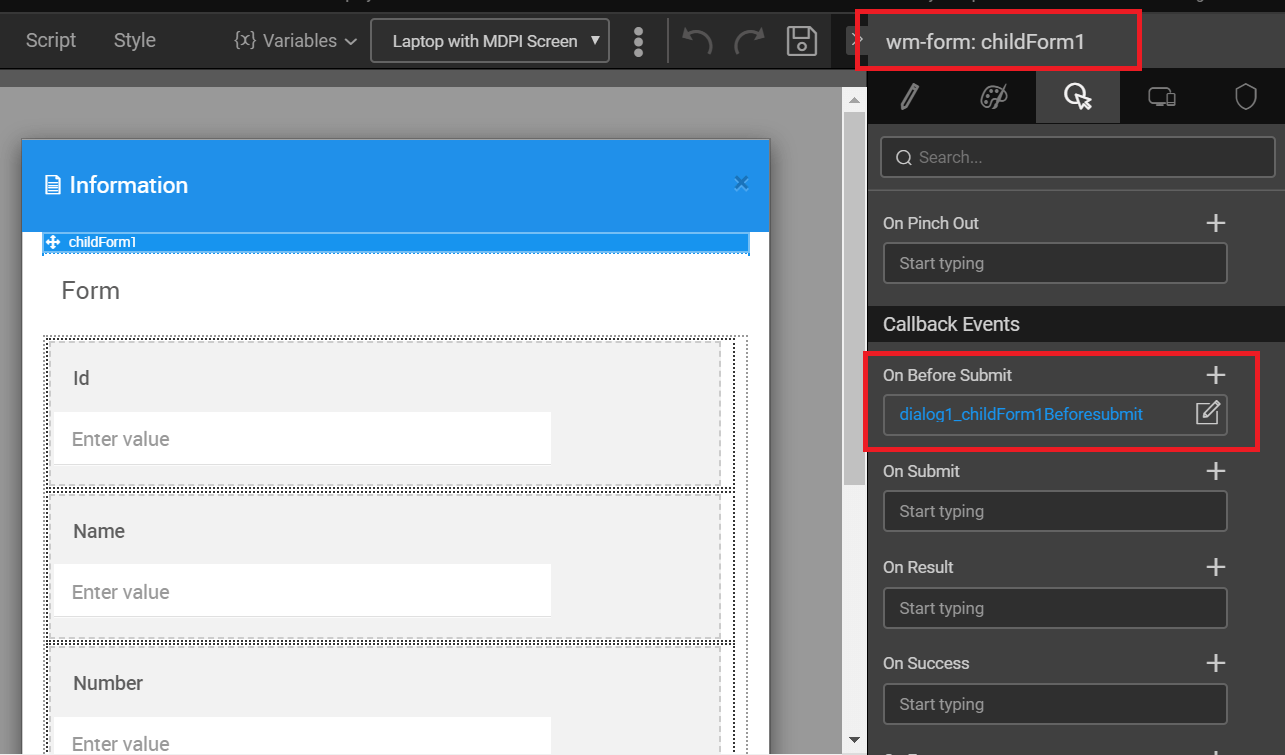 Script
Style
{x} Variables
Laptop with MDPI Screen
wm-form: childForm1
Information
childForm1
Form
Id
Enter value
Name
Enter value
Number
Enter value
Search...
On Pinch Out
Start typing
Callback Events
On Before Submit
dialog1_childForm1Beforesubmit
On Submit
Start typing
On Result
Start typing
On Success
Start typing